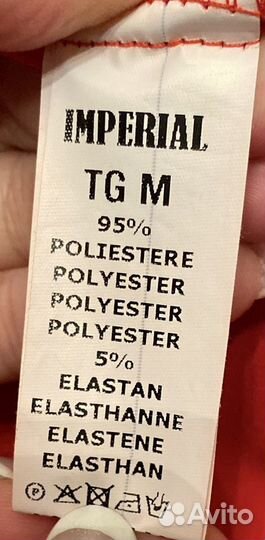 IMPERIAL
TG M
95%
POLIESTERE
POLYESTER
POLYESTER
POLYESTER
5%
ELASTAN
ELASTHANNE
ELASTENE
ELASTHAN
P
Avito